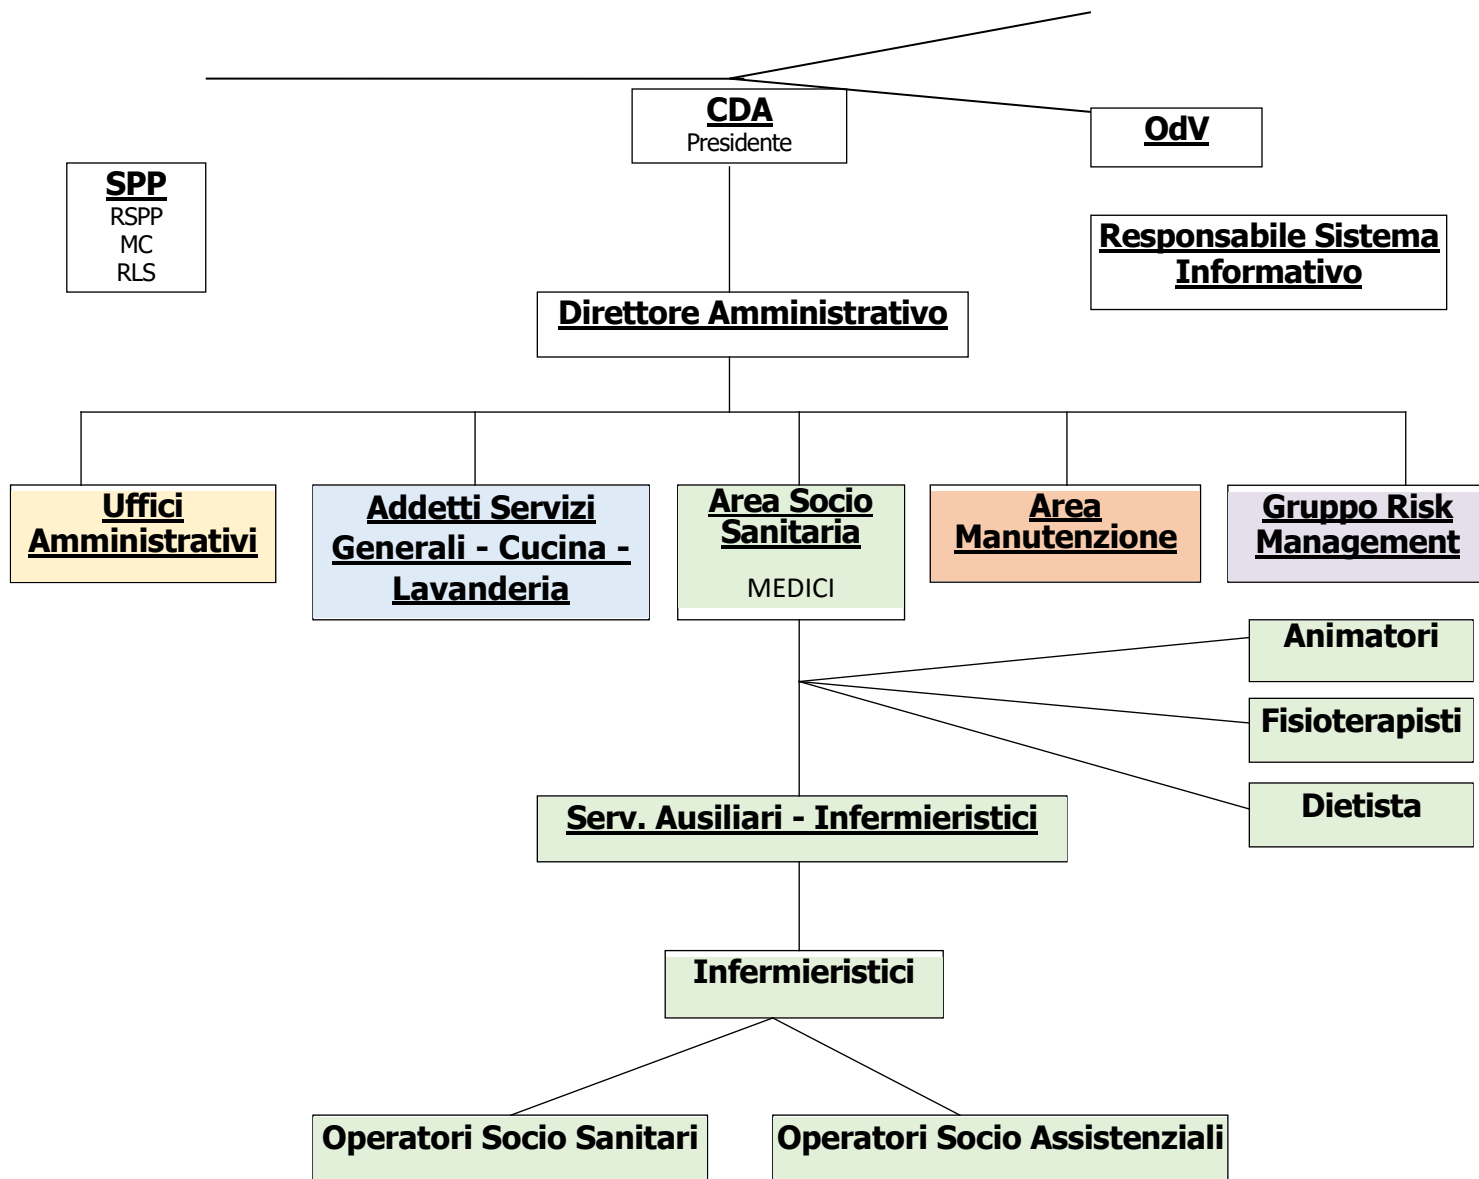 CDA
Presidente
OdV
SPP
RSPP
MC
RLS
Responsabile Sistema
Informativo
Direttore Amministrativo
Uffici
Amministrativi
Addetti Servizi
Generali - Cucina -
Lavanderia
Area Socio
Sanitaria
MEDICI
Area
Manutenzione
Gruppo Risk
Management
Animatori
Fisioterapisti
Dietista
Serv. Ausiliari - Infermieristici
Infermieristici
Operatori Socio Sanitari
Operatori Socio Assistenziali